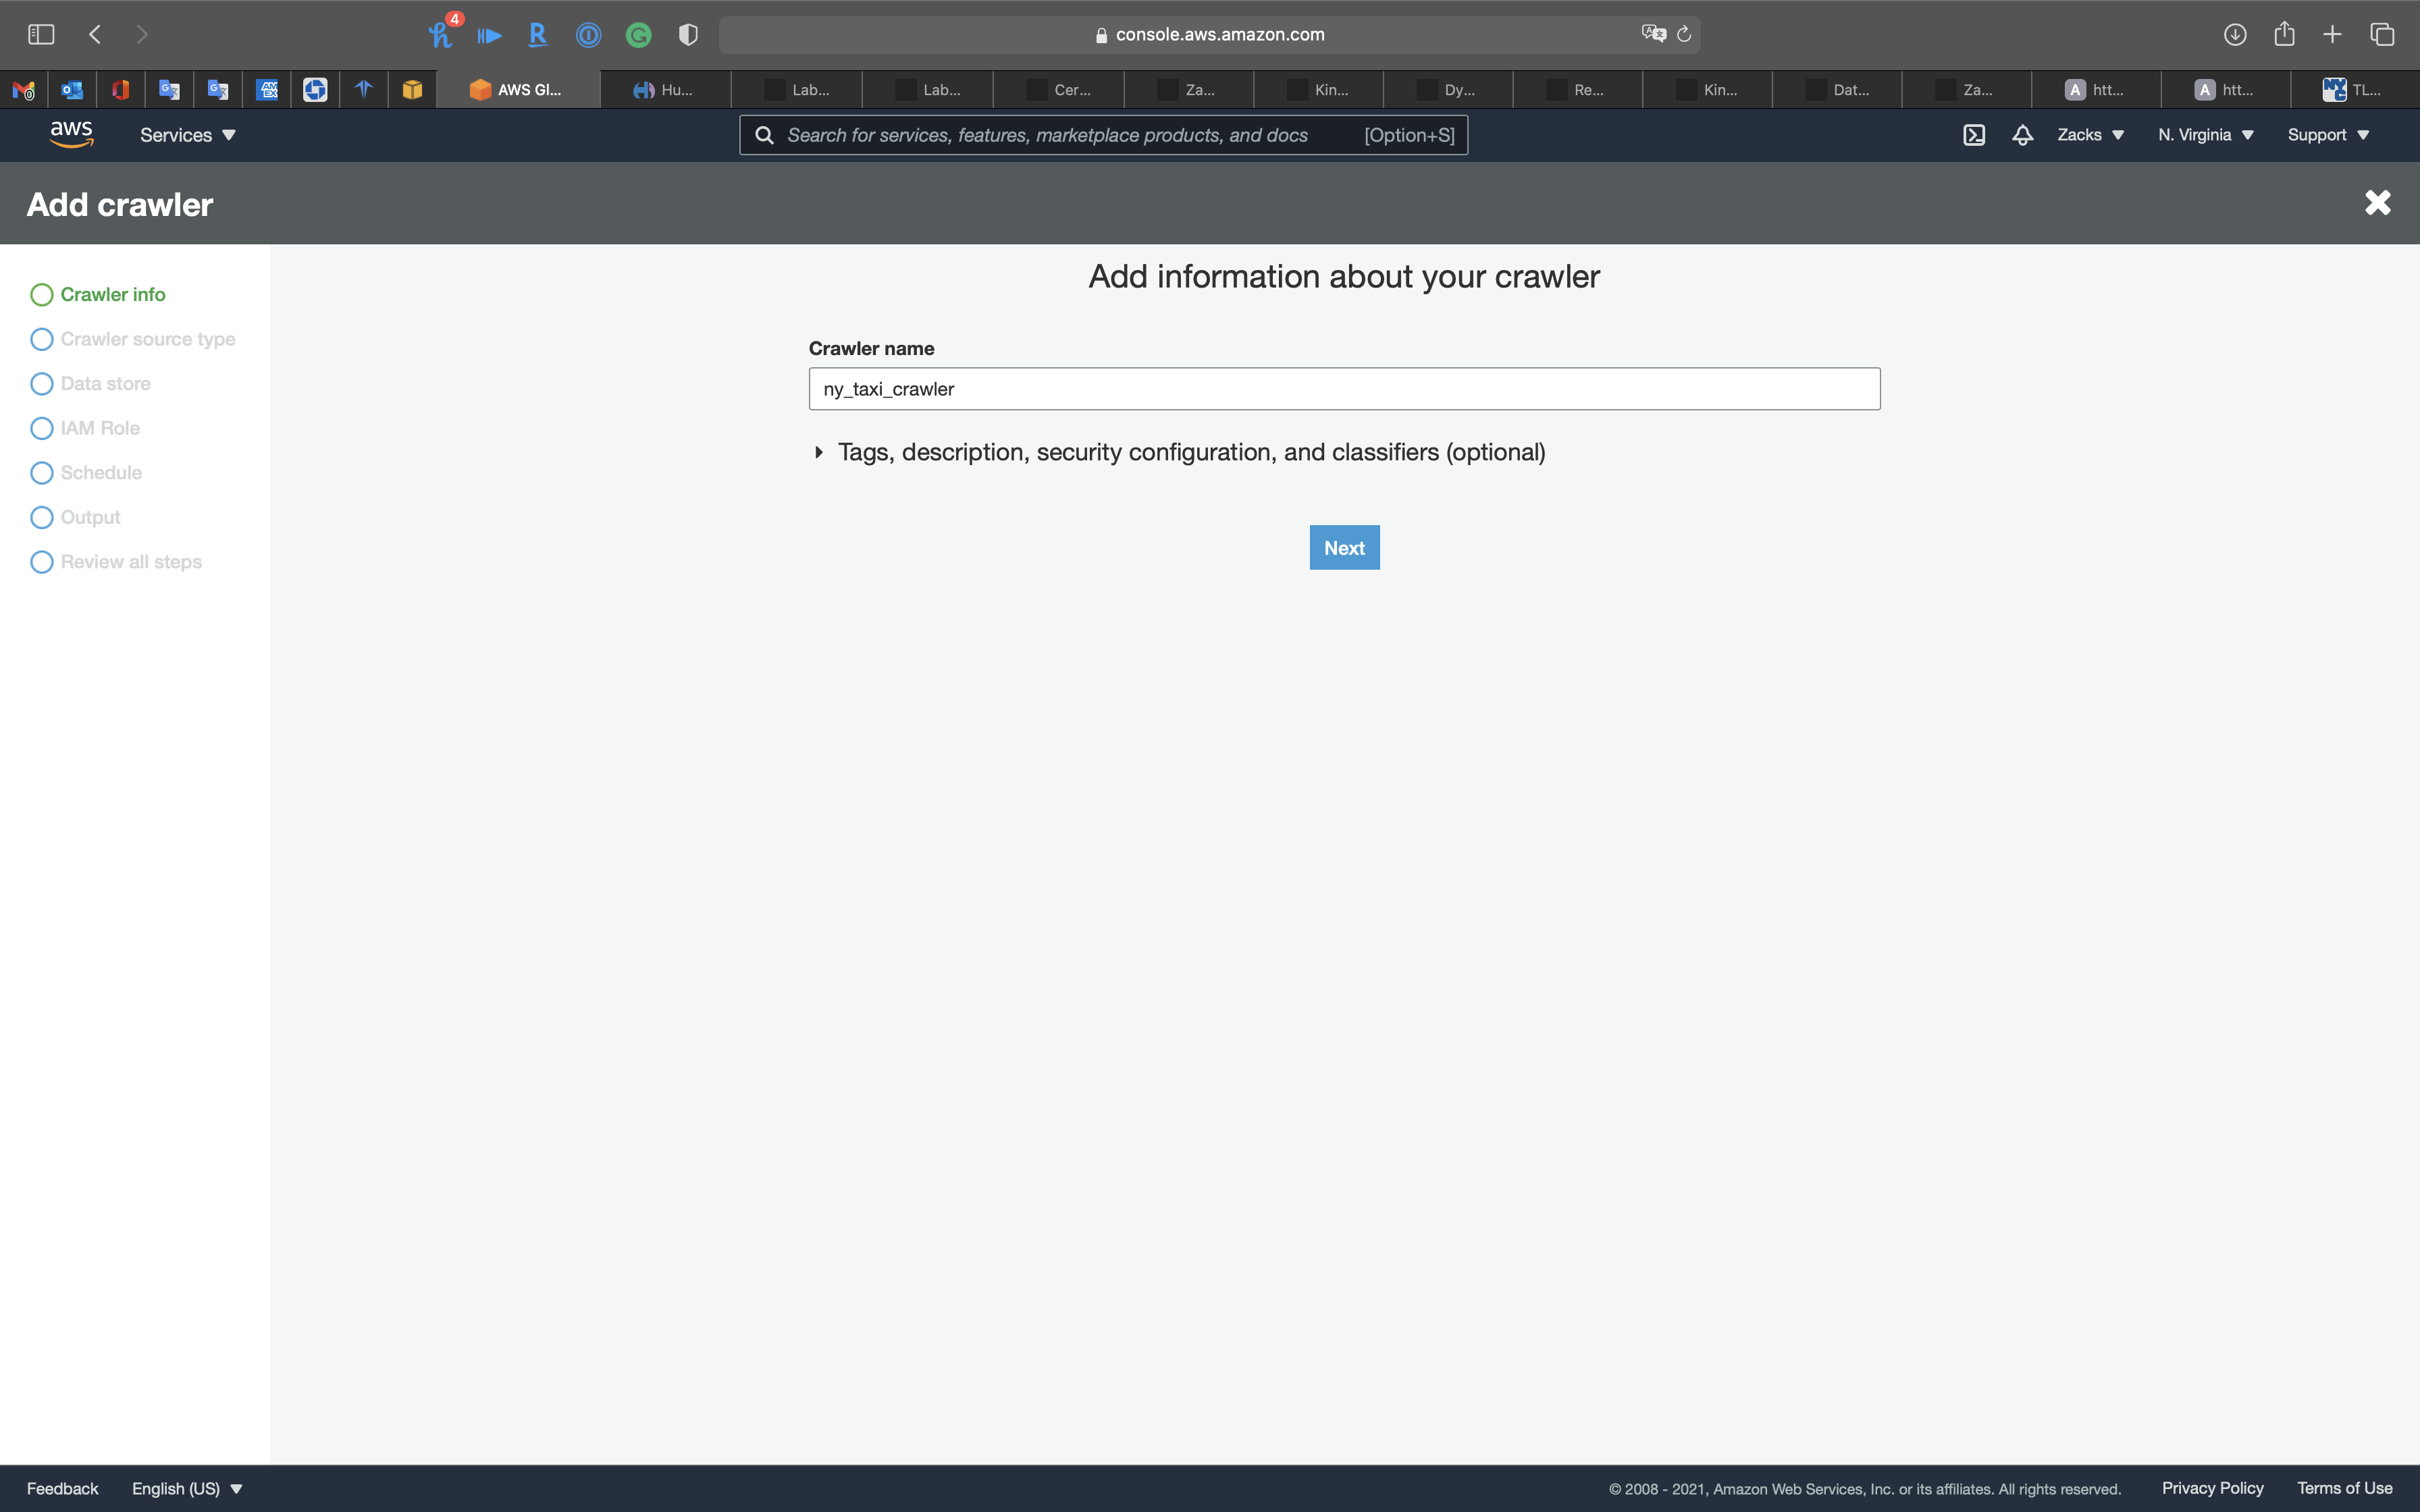 4
console.aws.amazon.com
AWS Gl...
Hu...
Lab...
Lab...
Cer...
Za...
Kin...
Dy...
Re...
Kin...
Dat...
Za...
A htt...
A htt...
TL...
aws
Services
Search for services, features, marketplace products, and docs
[Option+S]
Zacks
N. Virginia
Support
Add crawler
Crawler info
Crawler source type
Data store
IAM Role
Schedule
Output
Review all steps
Add information about your crawler
Crawler name
ny_taxi_crawler
Tags, description, security configuration, and classifiers (optional)
Next
Feedback
English (US)
© 2008 - 2021, Amazon Web Services, Inc. or its affiliates. All rights reserved.
Privacy Policy
Terms of Use